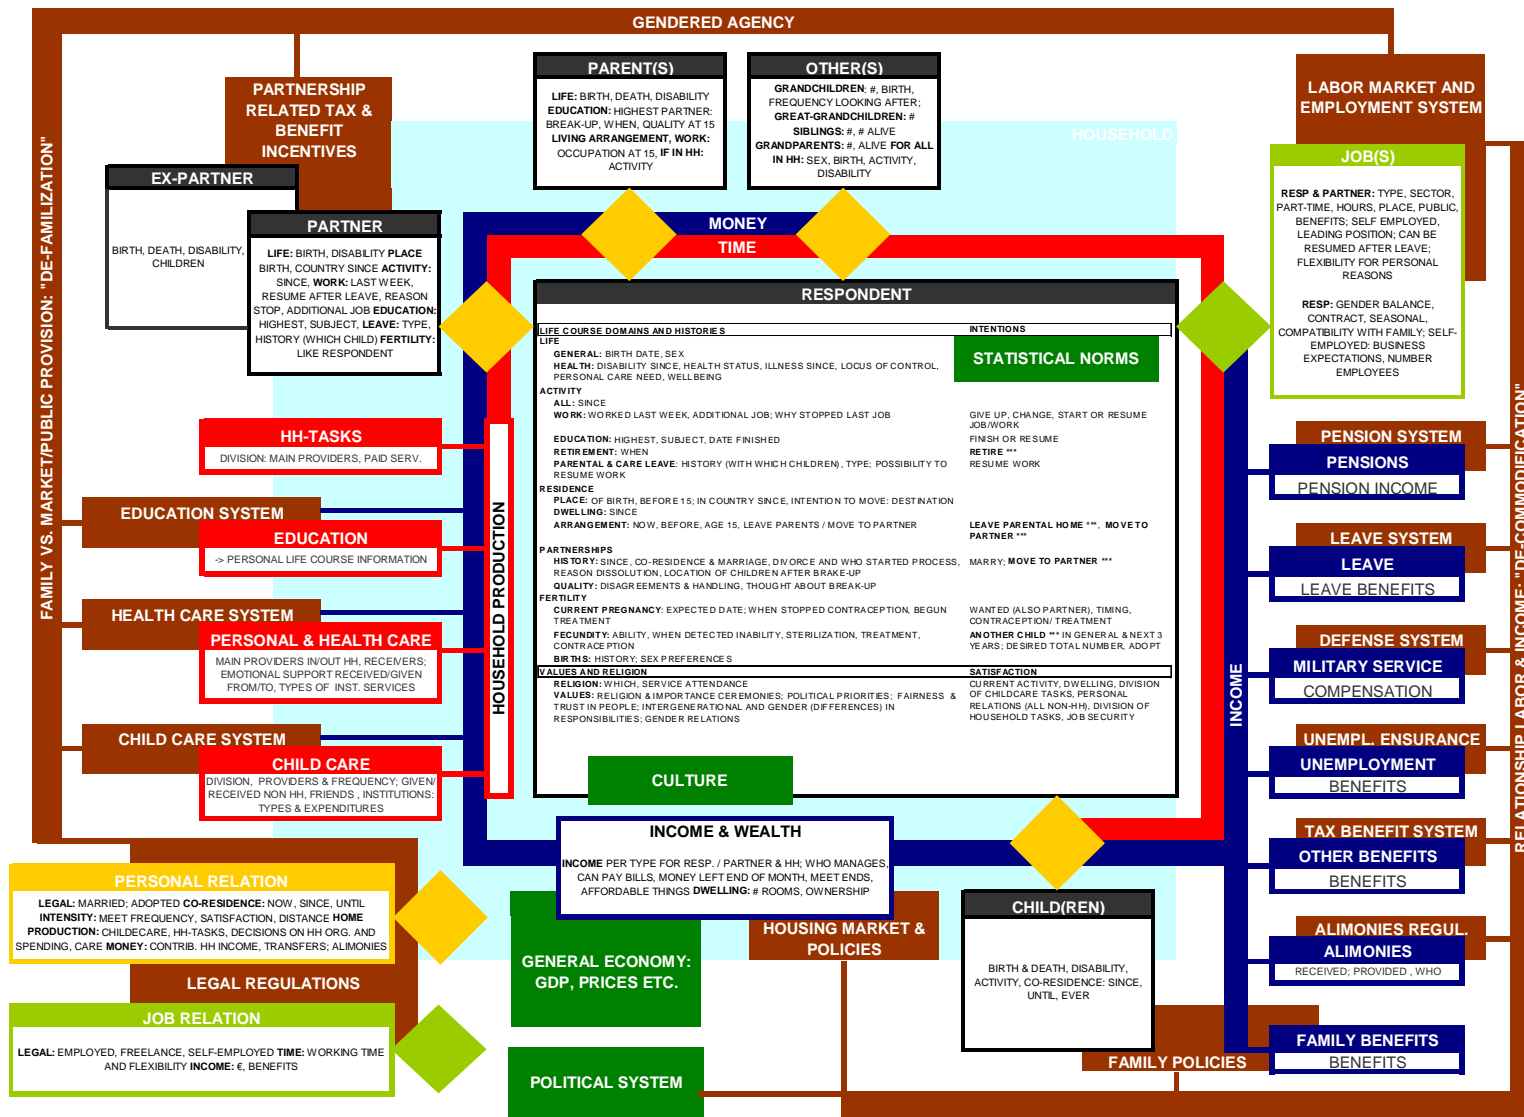 GENDERED AGENCY
FAMILY VS. MARKET/PUBLIC PROVISION: "DE-FAMILIZATION"
PARTNERSHIP
RELATED TAX &
BENEFIT
INCENTIVES
PARENT(S)
LIFE: BIRTH, DEATH, DISABILITY
EDUCATION: HIGHEST PARTNER:
BREAK-UP, WHEN, QUALITY AT 15
LIVING ARRANGEMENT, WORK:
OCCUPATION AT 15, IF IN HH:
ACTIVITY
OTHER(S)
GRANDCHILDREN: #, BIRTH,
FREQUENCY LOOKING AFTER;
GREAT-GRANDCHILDREN: #
SIBLINGS: #, # ALIVE
GRANDPARENTS: #, ALIVE FOR ALL
IN HH: SEX, BIRTH, ACTIVITY,
DISABILITY
HOUSEHOLD
LABOR MARKET AND
EMPLOYMENT SYSTEM
JOB(S)
RESP & PARTNER: TYPE, SECTOR,
PART-TIME, HOURS, PLACE, PUBLIC,
BENEFITS; SELF EMPLOYED,
LEADING POSITION; CAN BE
RESUMED AFTER LEAVE;
FLEXIBILITY FOR PERSONAL
REASONS
RESP: GENDER BALANCE,
CONTRACT, SEASONAL,
COMPATIBILITY WITH FAMILY; SELF-
EMPLOYED: BUSINESS
EXPECTATIONS, NUMBER
EMPLOYEES
EX-PARTNER
BIRTH, DEATH, DISABILITY,
CHILDREN
PARTNER
LIFE: BIRTH, DISABILITY PLACE
BIRTH, COUNTRY SINCE ACTIVITY:
SINCE, WORK: LAST WEEK,
RESUME AFTER LEAVE, REASON
STOP, ADDITIONAL JOB EDUCATION:
HIGHEST, SUBJECT, LEAVE: TYPE,
HISTORY (WHICH CHILD) FERTILITY:
LIKE RESPONDENT
MONEY
TIME
RESPONDENT
LIFE COURSE DOMAINS AND HISTORIES INTENTIONS
LIFE
GENERAL: BIRTH DATE, SEX
HEALTH: DISABILITY SINCE, HEALTH STATUS, ILLNESS SINCE, LOCUS OF CONTROL,
PERSONAL CARE NEED, WELLBEING
STATISTICAL NORMS
ACTIVITY
ALL: SINCE
WORK: WORKED LAST WEEK, ADDITIONAL JOB; WHY STOPPED LAST JOB GIVE UP, CHANGE, START OR RESUME
JOB/WORK
EDUCATION: HIGHEST, SUBJECT, DATE FINISHED FINISH OR RESUME
RETIREMENT: WHEN RETIRE ***
PARENTAL & CARE LEAVE: HISTORY (WITH WHICH CHILDREN), TYPE; POSSIBILITY TO RESUME WORK
RESUME WORK
RESIDENCE
PLACE: OF BIRTH, BEFORE 15; IN COUNTRY SINCE, INTENTION TO MOVE: DESTINATION
DWELLING: SINCE
ARRANGEMENT: NOW, BEFORE, AGE 15, LEAVE PARENTS / MOVE TO PARTNER LEAVE PARENTAL HOME ***, MOVE TO
PARTNER ***
PARTNERSHIPS
HISTORY: SINCE, CO-RESIDENCE & MARRIAGE, DIVORCE AND WHO STARTED PROCESS, MARRY; MOVE TO PARTNER ***
REASON DISSOLUTION, LOCATION OF CHILDREN AFTER BRAKE-UP
QUALITY: DISAGREEMENTS & HANDLING, THOUGHT ABOUT BREAK-UP
FERTILITY
CURRENT PREGNANCY: EXPECTED DATE; WHEN STOPPED CONTRACEPTION, BEGUN WANTED (ALSO PARTNER), TIMING,
TREATMENT CONTRACEPTION/ TREATMENT
FECUNDITY: ABILITY, WHEN DETECTED INABILITY, STERILIZATION, TREATMENT, ANOTHER CHILD *** IN GENERAL & NEXT 3
CONTRACEPTION YEARS; DESIRED TOTAL NUMBER, ADOPT
BIRTHS: HISTORY; SEX PREFERENCES
VALUES AND RELIGION SATISFACTION
RELIGION: WHICH, SERVICE ATTENDANCE CURRENT ACTIVITY, DWELLING, DIVISION
VALUES: RELIGION & IMPORTANCE CEREMONIES; POLITICAL PRIORITIES; FAIRNESS & OF CHILDCARE TASKS, PERSONAL
TRUST IN PEOPLE; INTERGENERATIONAL AND GENDER (DIFFERENCES) IN RELATIONS (ALL NON-HH), DIVISION OF
RESPONSIBILITIES; GENDER RELATIONS HOUSEHOLD TASKS, JOB SECURITY
CULTURE
HOUSEHOLD PRODUCTION
HH-TASKS
DIVISION: MAIN PROVIDERS, PAID SERV.
EDUCATION SYSTEM
EDUCATION
-> PERSONAL LIFE COURSE INFORMATION
HEALTH CARE SYSTEM
PERSONAL & HEALTH CARE
MAIN PROVIDERS IN/OUT HH, RECEIVERS;
EMOTIONAL SUPPORT RECEIVED/GIVEN
FROM/TO, TYPES OF INST. SERVICES
CHILD CARE SYSTEM
CHILD CARE
DIVISION, PROVIDERS & FREQUENCY; GIVEN/
RECEIVED NON HH, FRIENDS , INSTITUTIONS:
TYPES & EXPENDITURES
INCOME
PENSION SYSTEM
PENSIONS
PENSION INCOME
LEAVE SYSTEM
LEAVE
LEAVE BENEFITS
DEFENSE SYSTEM
MILITARY SERVICE
COMPENSATION
UNEMPL. ENSURANCE
UNEMPLOYMENT
BENEFITS
TAX BENEFIT SYSTEM
OTHER BENEFITS
BENEFITS
ALIMONIES REGUL.
ALIMONIES
RECEIVED; PROVIDED , WHO
FAMILY BENEFITS
BENEFITS
FAMILY POLICIES
RELATIONSHIP LABOR & INCOME: "DE-COMMODIFICATION"
INCOME & WEALTH
INCOME PER TYPE FOR RESP. / PARTNER & HH; WHO MANAGES,
CAN PAY BILLS, MONEY LEFT END OF MONTH, MEET ENDS,
AFFORDABLE THINGS DWELLING: # ROOMS, OWNERSHIP
PERSONAL RELATION
LEGAL: MARRIED; ADOPTED CO-RESIDENCE: NOW, SINCE, UNTIL
INTENSITY: MEET FREQUENCY, SATISFACTION, DISTANCE HOME
PRODUCTION: CHILDECARE, HH-TASKS, DECISIONS ON HH ORG. AND
SPENDING, CARE MONEY: CONTRIB. HH INCOME, TRANSFERS; ALIMONIES
LEGAL REGULATIONS
JOB RELATION
LEGAL: EMPLOYED, FREELANCE, SELF-EMPLOYED TIME: WORKING TIME
AND FLEXIBILITY INCOME: €, BENEFITS
GENERAL ECONOMY:
GDP, PRICES ETC.
POLITICAL SYSTEM
HOUSING MARKET &
POLICIES
CHILD(REN)
BIRTH & DEATH, DISABILITY,
ACTIVITY, CO-RESIDENCE: SINCE,
UNTIL, EVER